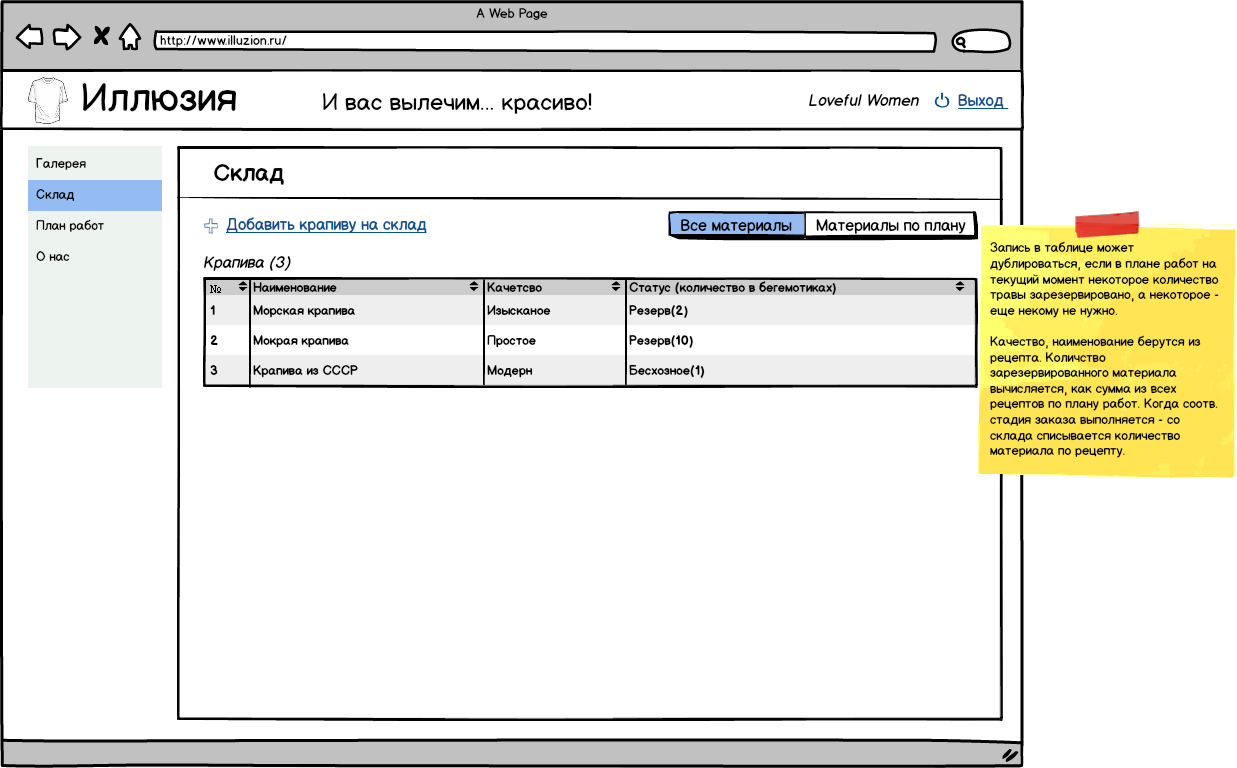 A Web Page
http://www.illuzion.ru/
Иллюзия
И вас вылечим... красиво!
Loveful Women
Выход
Галерея
Склад
План работ
О нас
Склад
Добавить крапиву на склад
Все материалы
Материалы по плану
Крапива (3)
№ Наименование Качетсво Статус (количество в бегемотиках)
1 Морская крапива Изысканое Резерв(2)
2 Мокрая крапива Простое Резерв(10)
3 Крапива из СССР Модерн Бесхозное(1)
Запись в таблице может
дублироваться, если в плане работ на
текущий момент некоторое количество
травы зарезервировано, а некоторое -
еще некому не нужно.
Качество, наименование берутся из
рецепта. Количство
зарезервированного материала
вычисляется, как сумма из всех
рецептов по плану работ. Когда соотв.
стадия заказа выполняется - со
склада списывается количество
материала по рецепту.